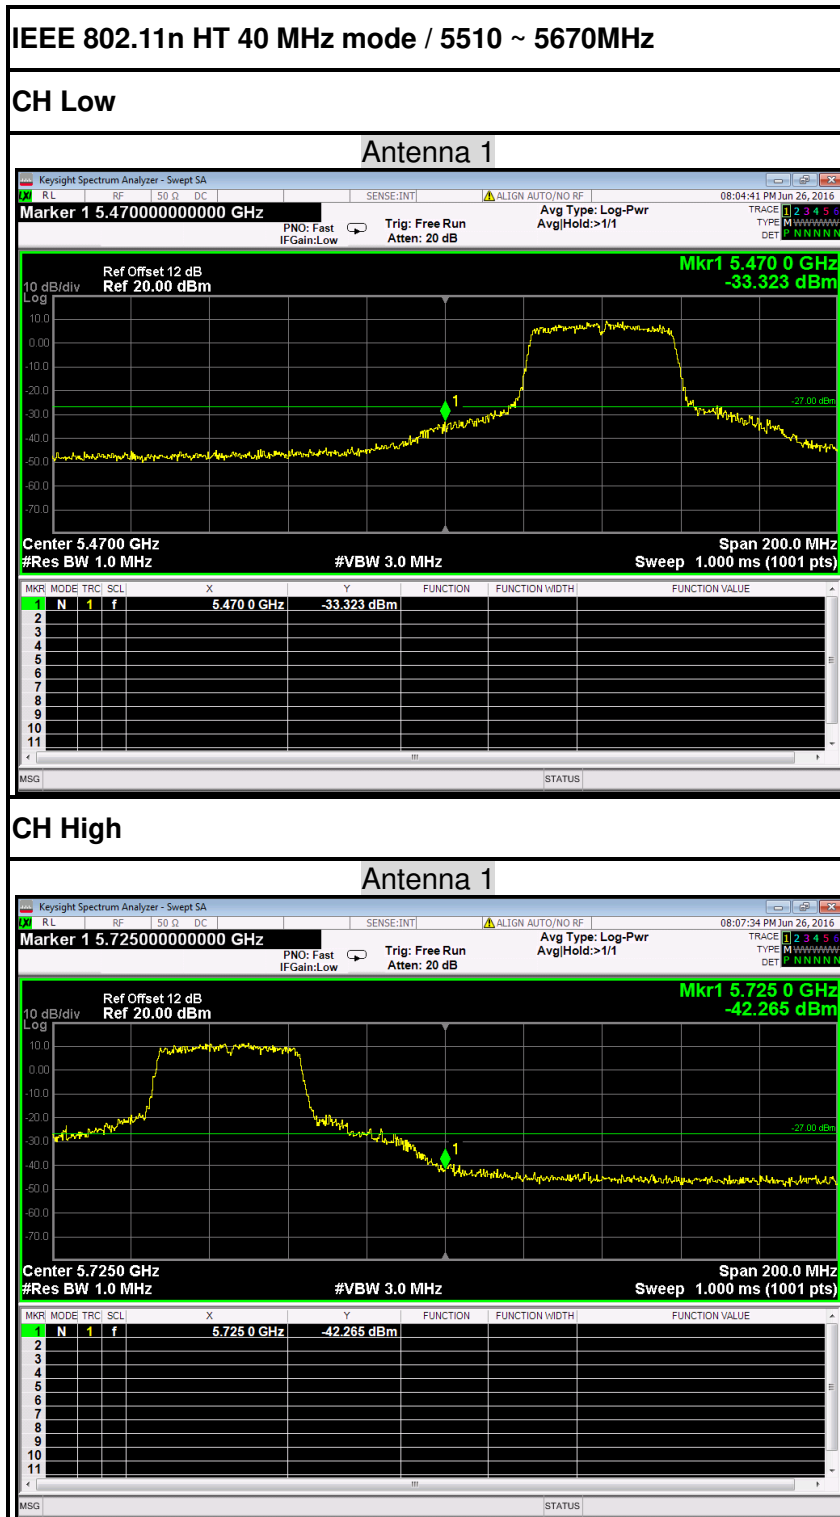 IEEE 802.11n HT 40 MHz mode / 5510 ~ 5670MHz
CH Low
Antenna 1
Keysight Spectrum Analyzer - Swept SA
LXI RL RF 50 Ω DC SENSE:INT ALIGN AUTO/NO RF 08:04:41 PM Jun 26, 2016
Marker 1 5.470000000000 GHz
PNO: Fast
IFGain:Low
Trig: Free Run
Atten: 20 dB
Avg Type: Log-Pwr
Avg|Hold:>1/1
TRACE 1 2 3 4 5 6
TYPE M W W W W W
DET P N N N N N
Mkr1 5.470 0 GHz
-33.323 dBm
Ref Offset 12 dB
10 dB/div Ref 20.00 dBm
Log
10.0
0.00
-10.0
-20.0
-30.0
-40.0
-50.0
-60.0
-70.0
1
-27.00 dBm
Center 5.4700 GHz Span 200.0 MHz
#Res BW 1.0 MHz #VBW 3.0 MHz Sweep 1.000 ms (1001 pts)
MKR MODE TRC SCL X Y FUNCTION FUNCTION WIDTH FUNCTION VALUE
1 N 1 f 5.470 0 GHz -33.323 dBm
2
3
4
5
6
7
8
9
10
11
MSG STATUS
CH High
Antenna 1
Keysight Spectrum Analyzer - Swept SA
LXI RL RF 50 Ω DC SENSE:INT ALIGN AUTO/NO RF 08:07:34 PM Jun 26, 2016
Marker 1 5.725000000000 GHz
PNO: Fast
IFGain:Low
Trig: Free Run
Atten: 20 dB
Avg Type: Log-Pwr
Avg|Hold:>1/1
TRACE 1 2 3 4 5 6
TYPE M W W W W W
DET P N N N N N
Mkr1 5.725 0 GHz
-42.265 dBm
Ref Offset 12 dB
10 dB/div Ref 20.00 dBm
Log
10.0
0.00
-10.0
-20.0
-30.0
-40.0
-50.0
-60.0
-70.0
1
-27.00 dBm
Center 5.7250 GHz Span 200.0 MHz
#Res BW 1.0 MHz #VBW 3.0 MHz Sweep 1.000 ms (1001 pts)
MKR MODE TRC SCL X Y FUNCTION FUNCTION WIDTH FUNCTION VALUE
1 N 1 f 5.725 0 GHz -42.265 dBm
2
3
4
5
6
7
8
9
10
11
MSG STATUS